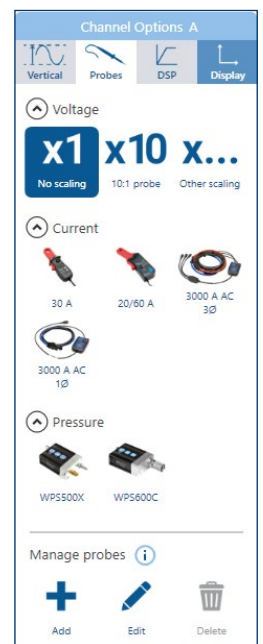 Channel Options A
Vertical Probes DSP Display
Voltage
x1 x10 x...
No scaling 10:1 probe Other scaling
Current
30 A 20/60 A 3000 A AC
3Ø
3000 A AC
1Ø
Pressure
WPS500X WPS600C
Manage probes i
Add Edit Delete